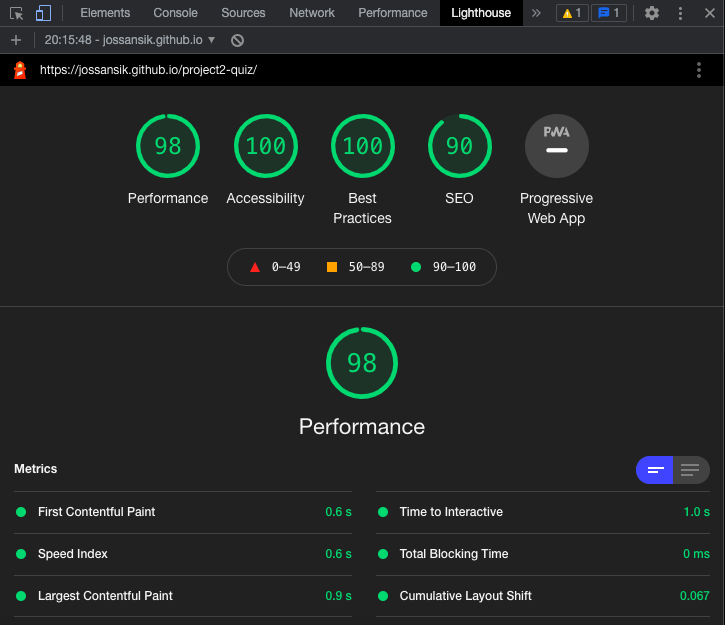 Elements Console Sources Network Performance Lighthouse » 1 1
20:15:48 - jossansik.github.io
https://jossansik.github.io/project2-quiz/
98 100 100 90 PWA
Performance Accessibility Best Practices SEO Progressive Web App
0–49 50–89 90–100
98
Performance
Metrics
First Contentful Paint 0.6 s Time to Interactive 1.0 s
Speed Index 0.6 s Total Blocking Time 0 ms
Largest Contentful Paint 0.9 s Cumulative Layout Shift 0.067